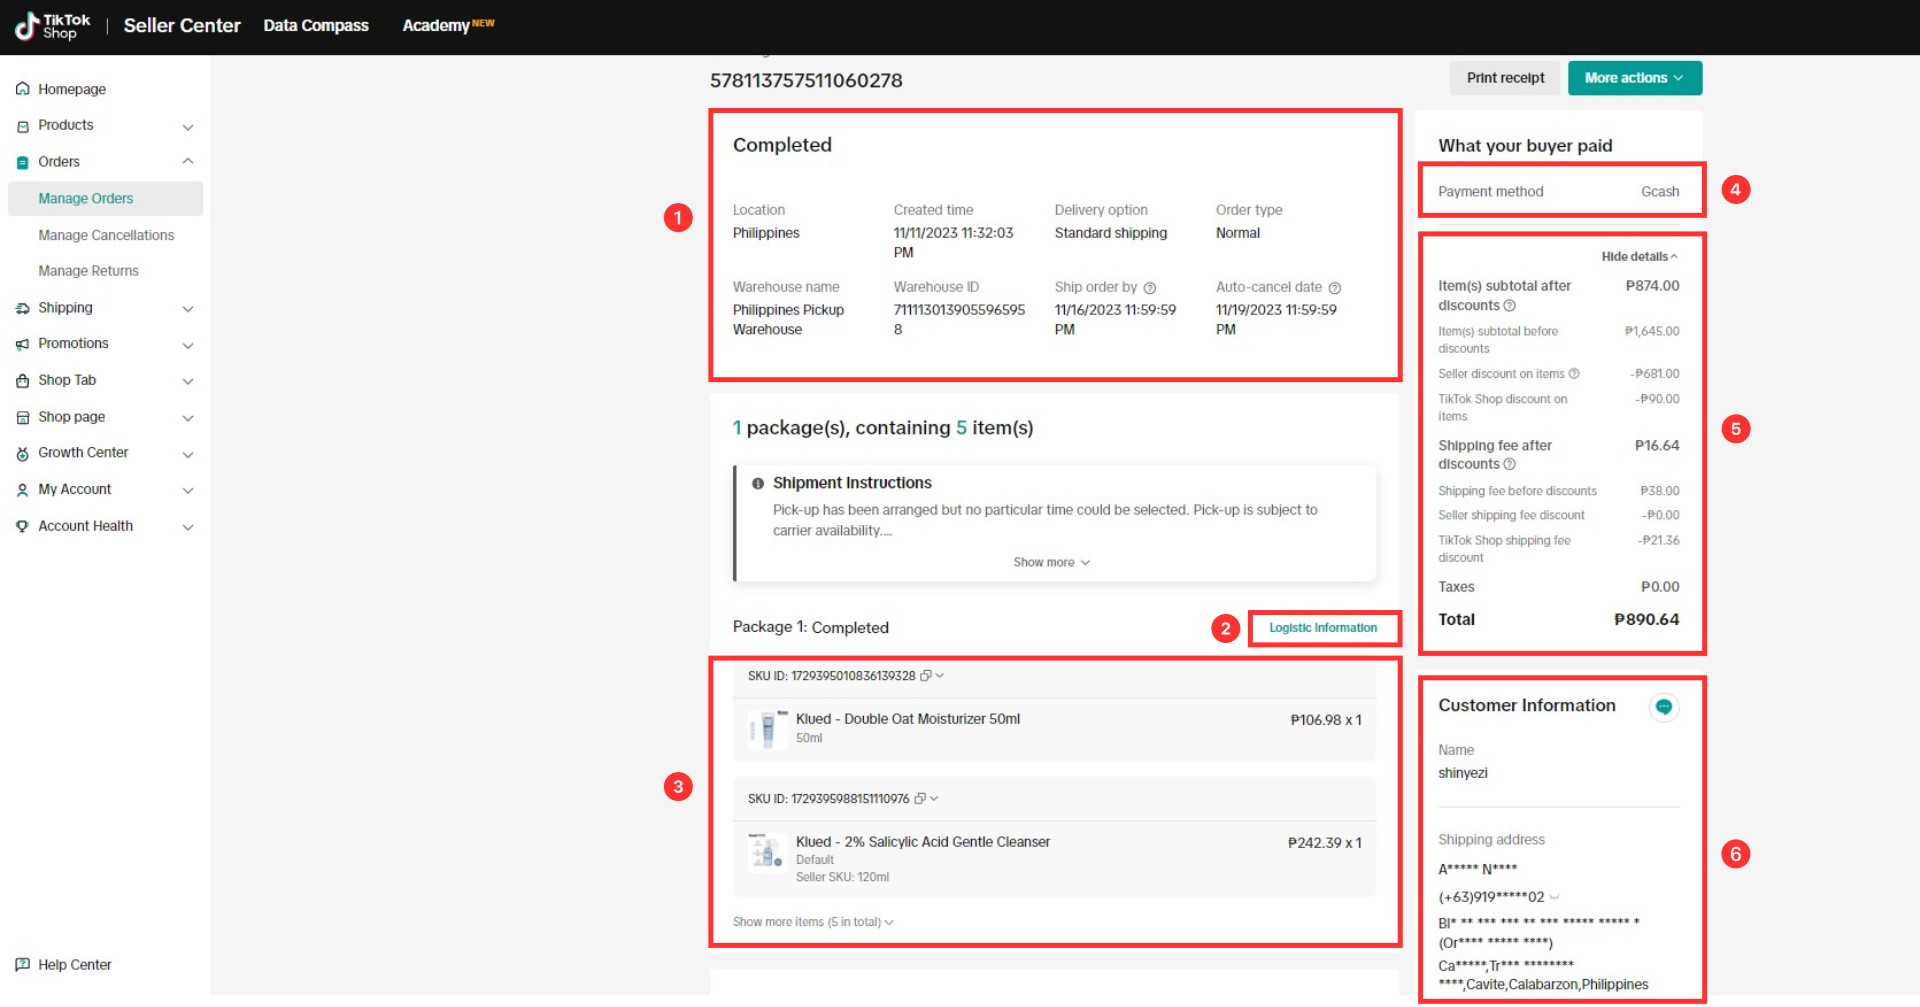 TikTok
Shop
Seller Center
Data Compass
Academy NEW
Homepage
Products
Orders
Manage Orders
Manage Cancellations
Manage Returns
Shipping
Promotions
Shop Tab
Shop page
Growth Center
My Account
Account Health
Help Center
578113757511060278
Print receipt
More actions
1
Completed
Location
Philippines
Created time
11/11/2023 11:32:03
PM
Delivery option
Standard shipping
Order type
Normal
Warehouse name
Philippines Pickup
Warehouse
Warehouse ID
711113013905596595
8
Ship order by
11/16/2023 11:59:59
PM
Auto-cancel date
11/19/2023 11:59:59
PM
1 package(s), containing 5 item(s)
Shipment Instructions
Pick-up has been arranged but no particular time could be selected. Pick-up is subject to
carrier availability....
Show more
Package 1: Completed
2
Logistic Information
3
SKU ID: 1729395010836139328
Klued - Double Oat Moisturizer 50ml
₱106.98 x 1
50ml
SKU ID: 1729395988151110976
Klued - 2% Salicylic Acid Gentle Cleanser
₱242.39 x 1
Default
Seller SKU: 120ml
Show more items (5 in total)
What your buyer paid
Payment method Gcash
4
Hide details
Item(s) subtotal after
discounts
₱874.00
Item(s) subtotal before
discounts
₱1,645.00
Seller discount on items -₱681.00
TikTok Shop discount on
items
-₱90.00
5
Shipping fee after
discounts
₱16.64
Shipping fee before discounts ₱38.00
Seller shipping fee discount -₱0.00
TikTok Shop shipping fee
discount
-₱21.36
Taxes ₱0.00
Total ₱890.64
Customer Information
Name
shinyezi
Shipping address
6
A***** N****
(+63)919*****02
Bl* ** *** *** ** *** ***** ***** *
(Or**** ***** ****)
Ca*****,Tr*** ********
****,Cavite,Calabarzon,Philippines